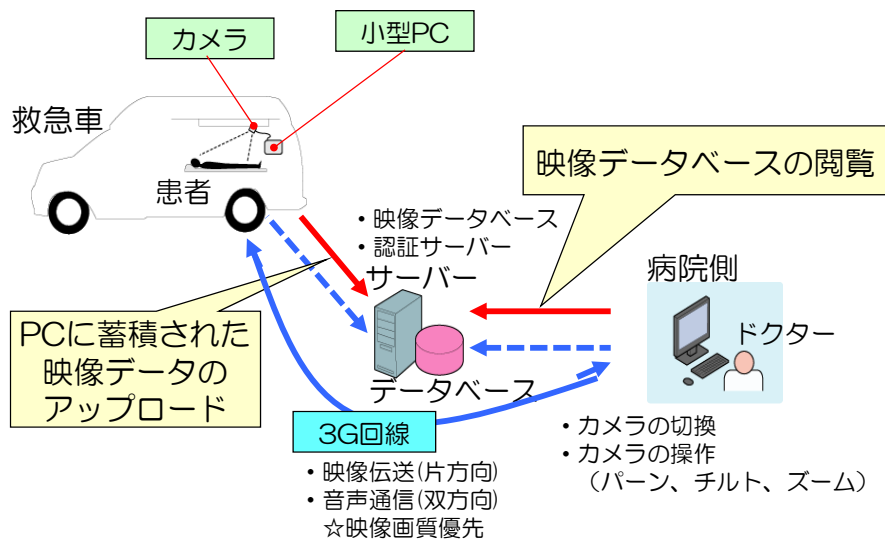 カメラ
小型PC
救急車
患者
映像データベースの閲覧
・映像データベース
・認証サーバー
サーバー
病院側
ドクター
PCに蓄積された
映像データの
アップロード
データベース
3G回線
・映像伝送(片方向)
・音声通信(双方向)
☆映像画質優先
・カメラの切換
・カメラの操作
（パーン、チルト、ズーム）